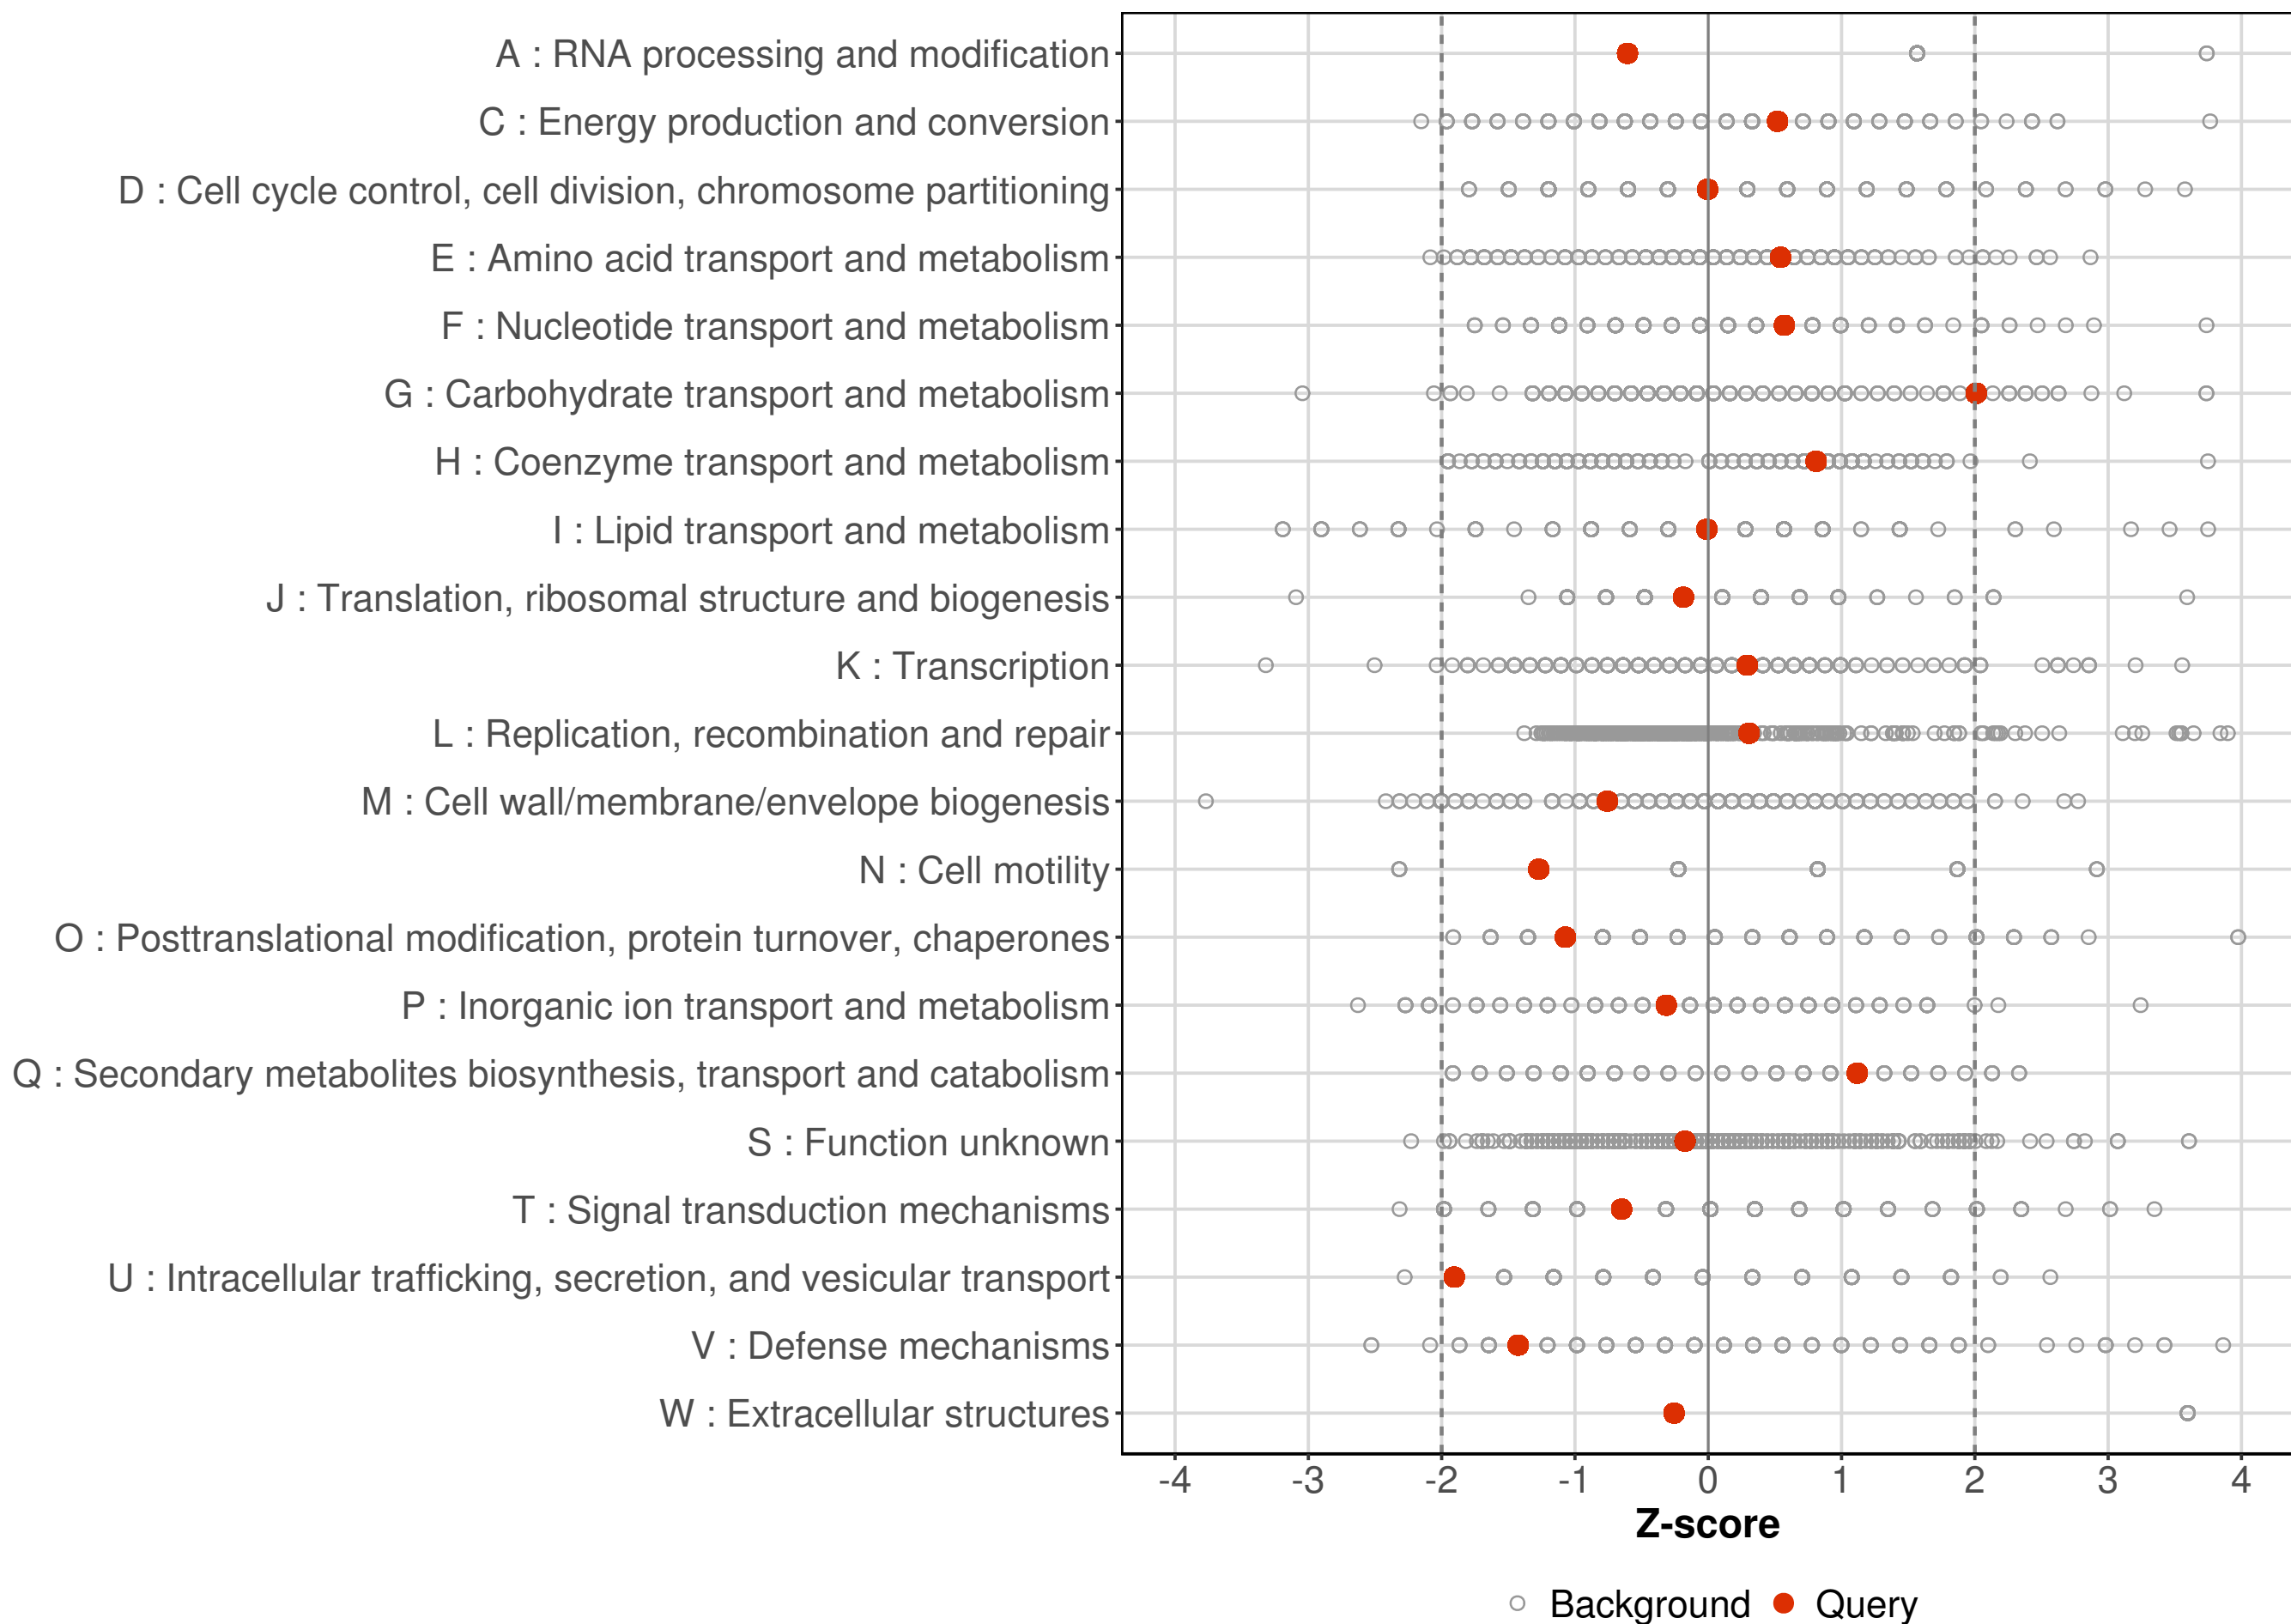 A : RNA processing and modification
C : Energy production and conversion
D : Cell cycle control, cell division, chromosome partitioning
E : Amino acid transport and metabolism
F : Nucleotide transport and metabolism
G : Carbohydrate transport and metabolism
H : Coenzyme transport and metabolism
I : Lipid transport and metabolism
J : Translation, ribosomal structure and biogenesis
K : Transcription
L : Replication, recombination and repair
M : Cell wall/membrane/envelope biogenesis
N : Cell motility
O : Posttranslational modification, protein turnover, chaperones
P : Inorganic ion transport and metabolism
Q : Secondary metabolites biosynthesis, transport and catabolism
S : Function unknown
T : Signal transduction mechanisms
U : Intracellular trafficking, secretion, and vesicular transport
V : Defense mechanisms
W : Extracellular structures
-4 -3 -2 -1 0 1 2 3 4
Z-score
Background Query